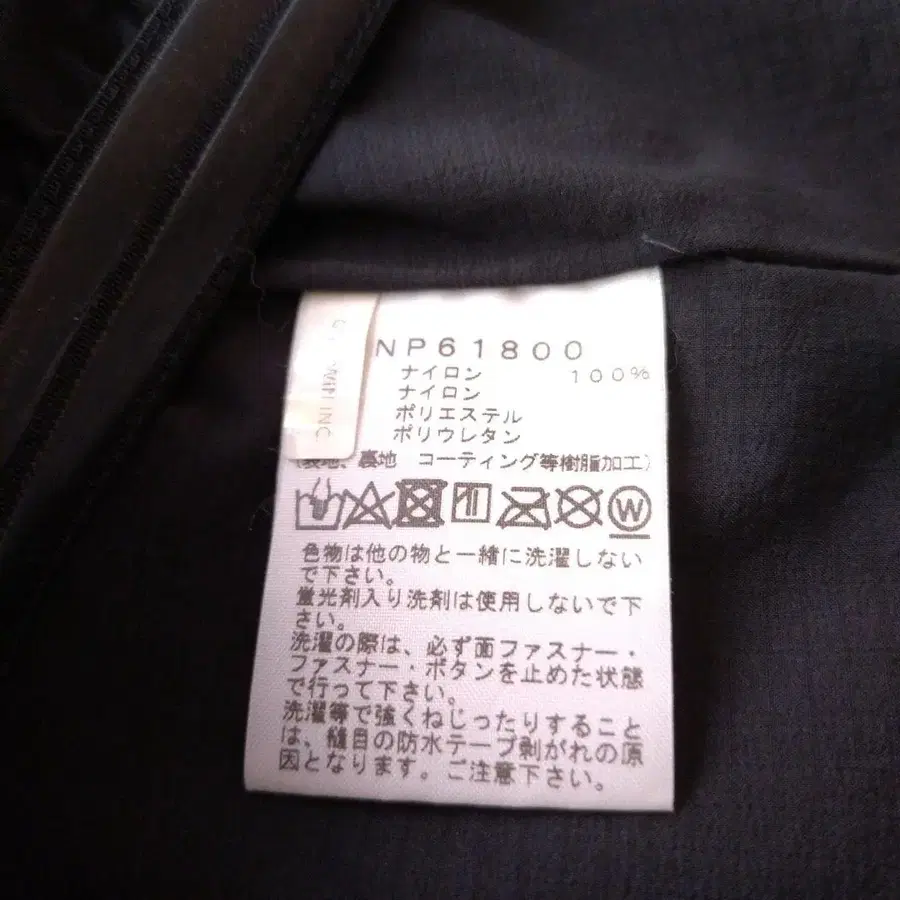 NP61800
ナイロン 100%
ナイロン
ポリエステル
ポリウレタン
(表地、裏地 コーティング等樹脂加工)
W
色物は他の物と一緒に洗濯しない
で下さい。
蛍光剤入り洗剤は使用しないで下
さい。
洗濯の際は、必ず面ファスナー・
ファスナー・ボタンを止めた状態
で行って下さい。
洗濯等で強くねじったりすること
は、縫目の防水テープ剥がれの原
因となります。ご注意下さい。
WIN INC